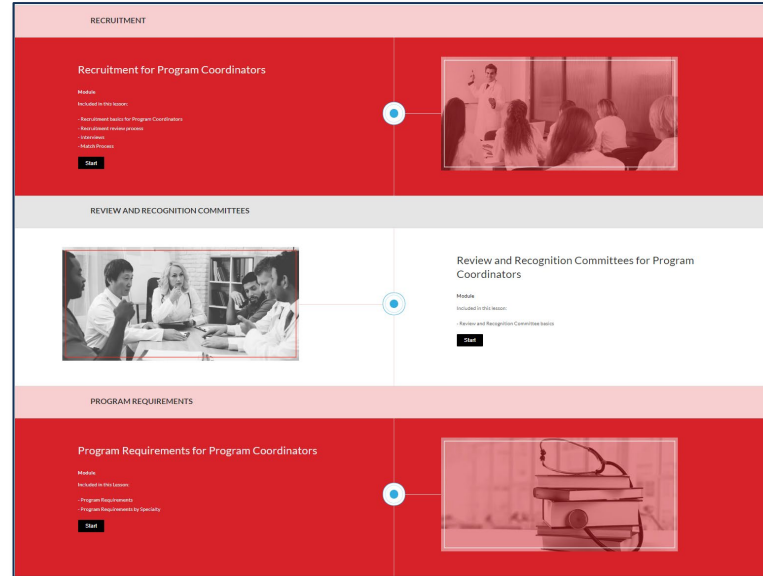 RECRUITMENT
Recruitment for Program Coordinators
Module
Included in this lesson:
- Recruitment basics for Program Coordinators
- Recruitment review process
- Interviews
- Match Process
Start
REVIEW AND RECOGNITION COMMITTEES
Review and Recognition Committees for Program
Coordinators
Module
Included in this lesson:
- Review and Recognition Committee basics
Start
PROGRAM REQUIREMENTS
Program Requirements for Program Coordinators
Module
Included in this Lesson:
- Program Requirements
- Program Requirements by Specialty
Start